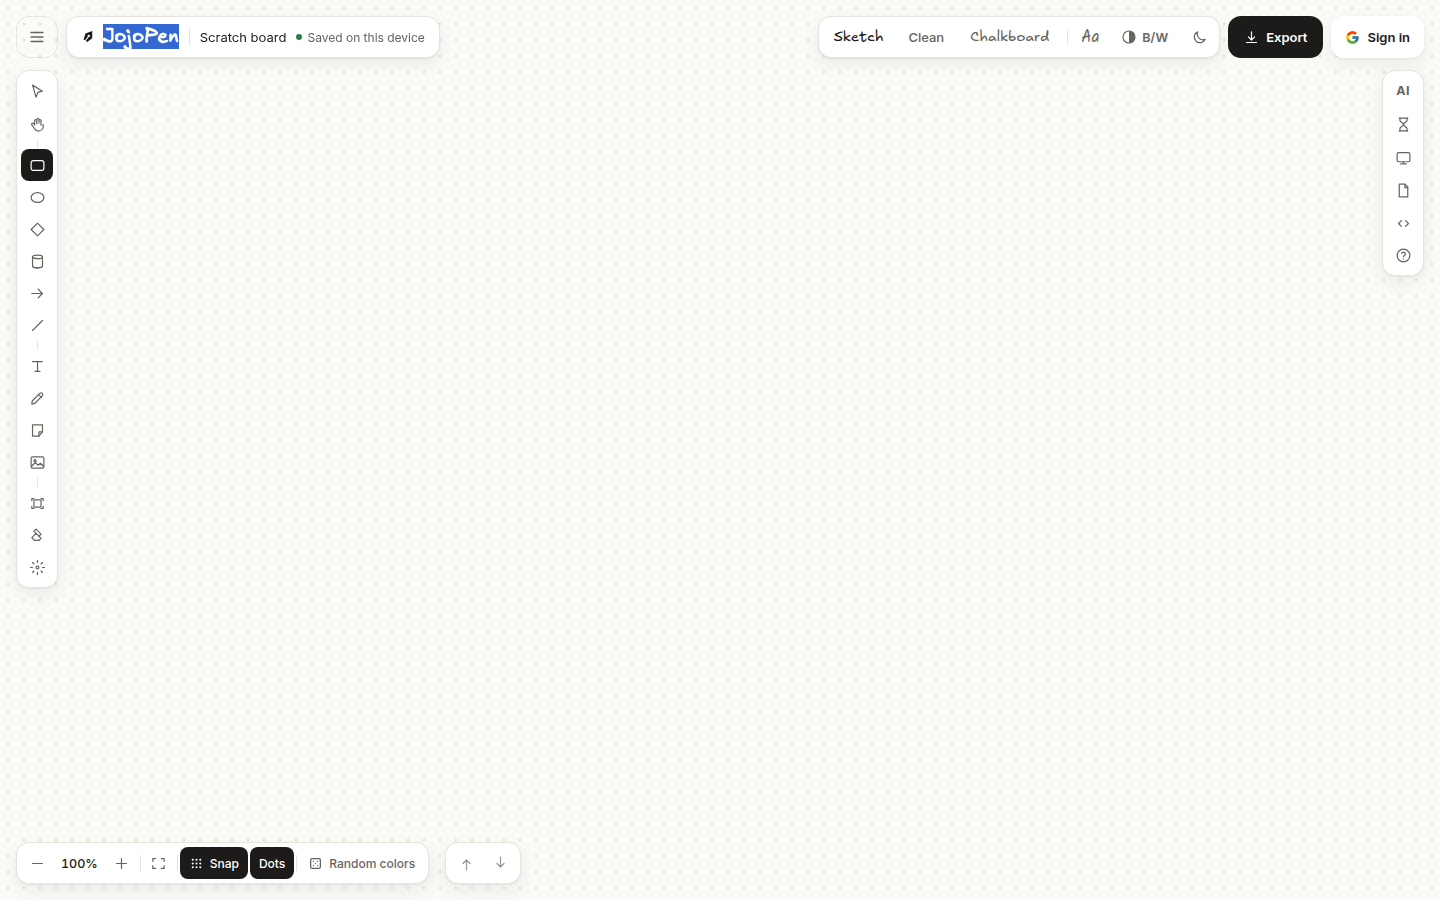 JojoPen
Scratch board
Saved on this device
Sketch
Clean
Chalkboard
Aa
B/W
Export
Sign in
AI
100%
Snap
Dots
Random colors